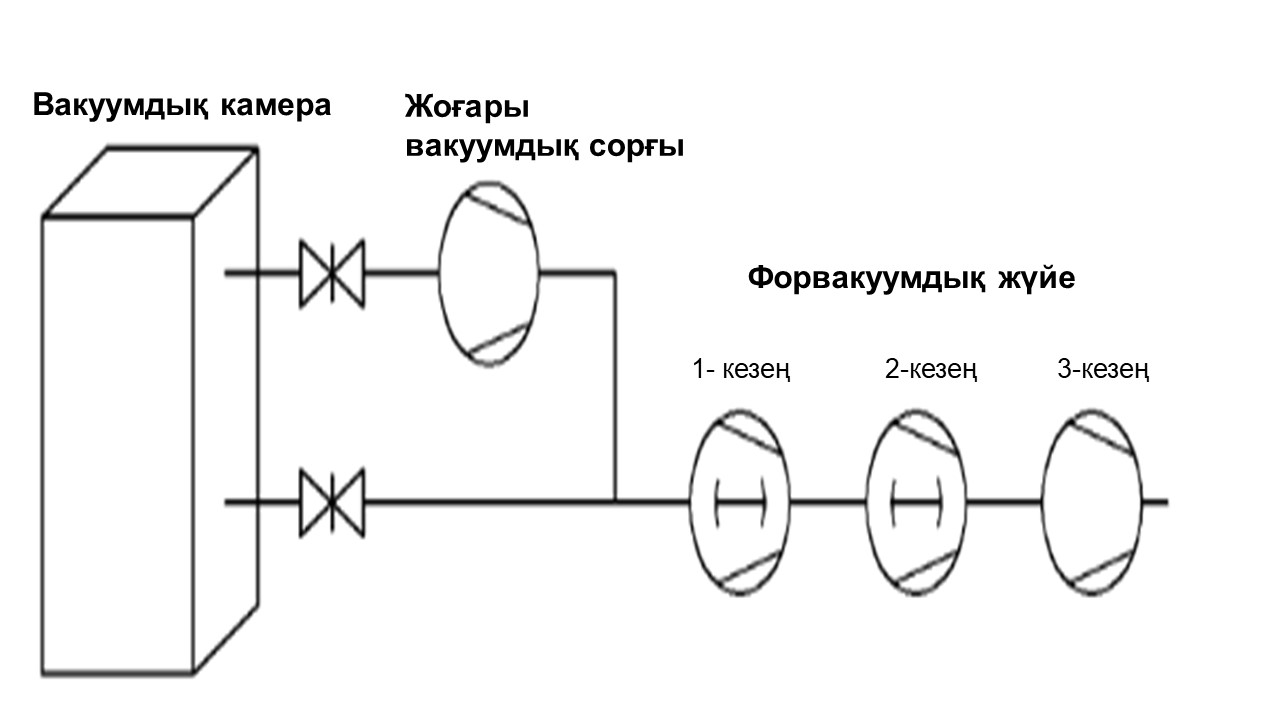 Вакуумдық камера
Жоғары
вакуумдық сорғы
Форвакуумдық жүйе
1- кезең
2-кезең
3-кезең